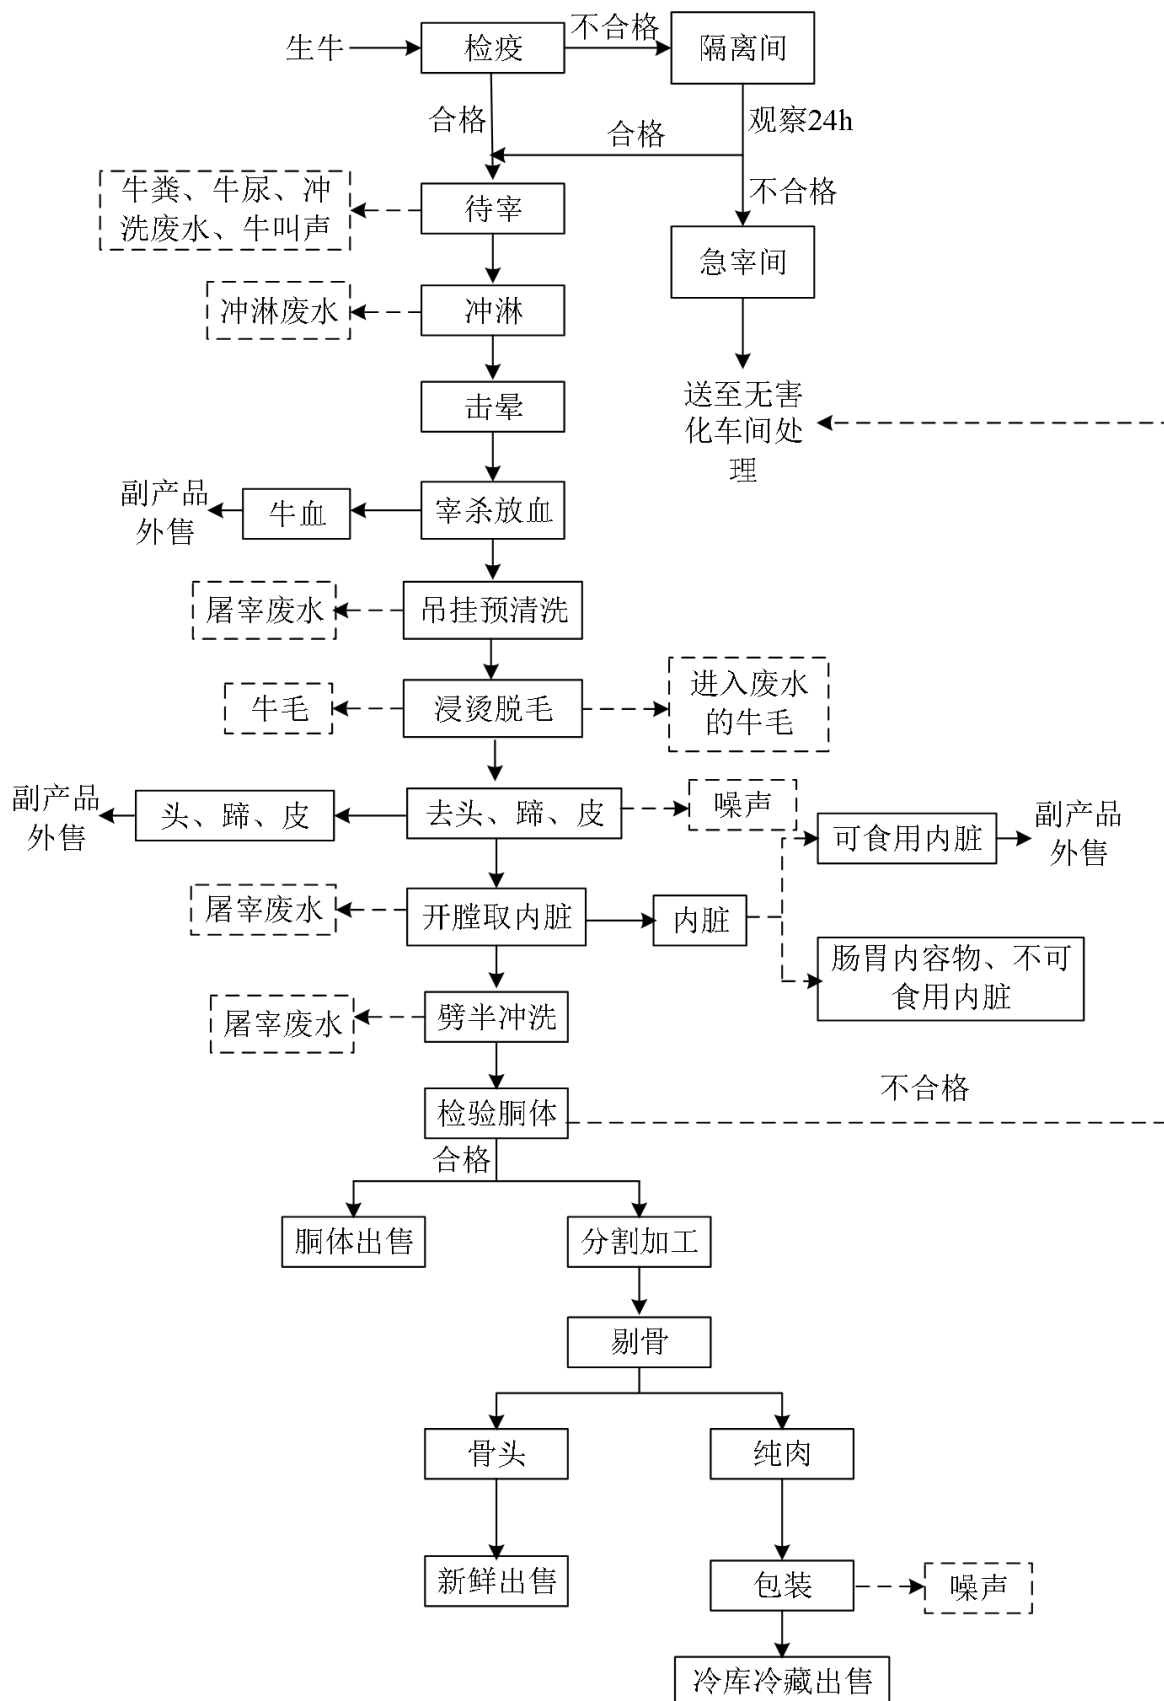 生牛
检疫
不合格
隔离间
合格
合格
观察24h
牛粪、牛尿、冲
洗废水、牛叫声
待宰
不合格
急宰间
冲淋废水
冲淋
击晕
送至无害
化车间处
理
副产品
外售
牛血
宰杀放血
屠宰废水
吊挂预清洗
牛毛
浸烫脱毛
进入废水
的牛毛
副产品
外售
头、蹄、皮
去头、蹄、皮
噪声
可食用内脏
副产品
外售
屠宰废水
开膛取内脏
内脏
肠胃内容物、不可
食用内脏
屠宰废水
劈半冲洗
不合格
检验胴体
合格
胴体出售
分割加工
剔骨
骨头
纯肉
新鲜出售
包装
噪声
冷库冷藏出售